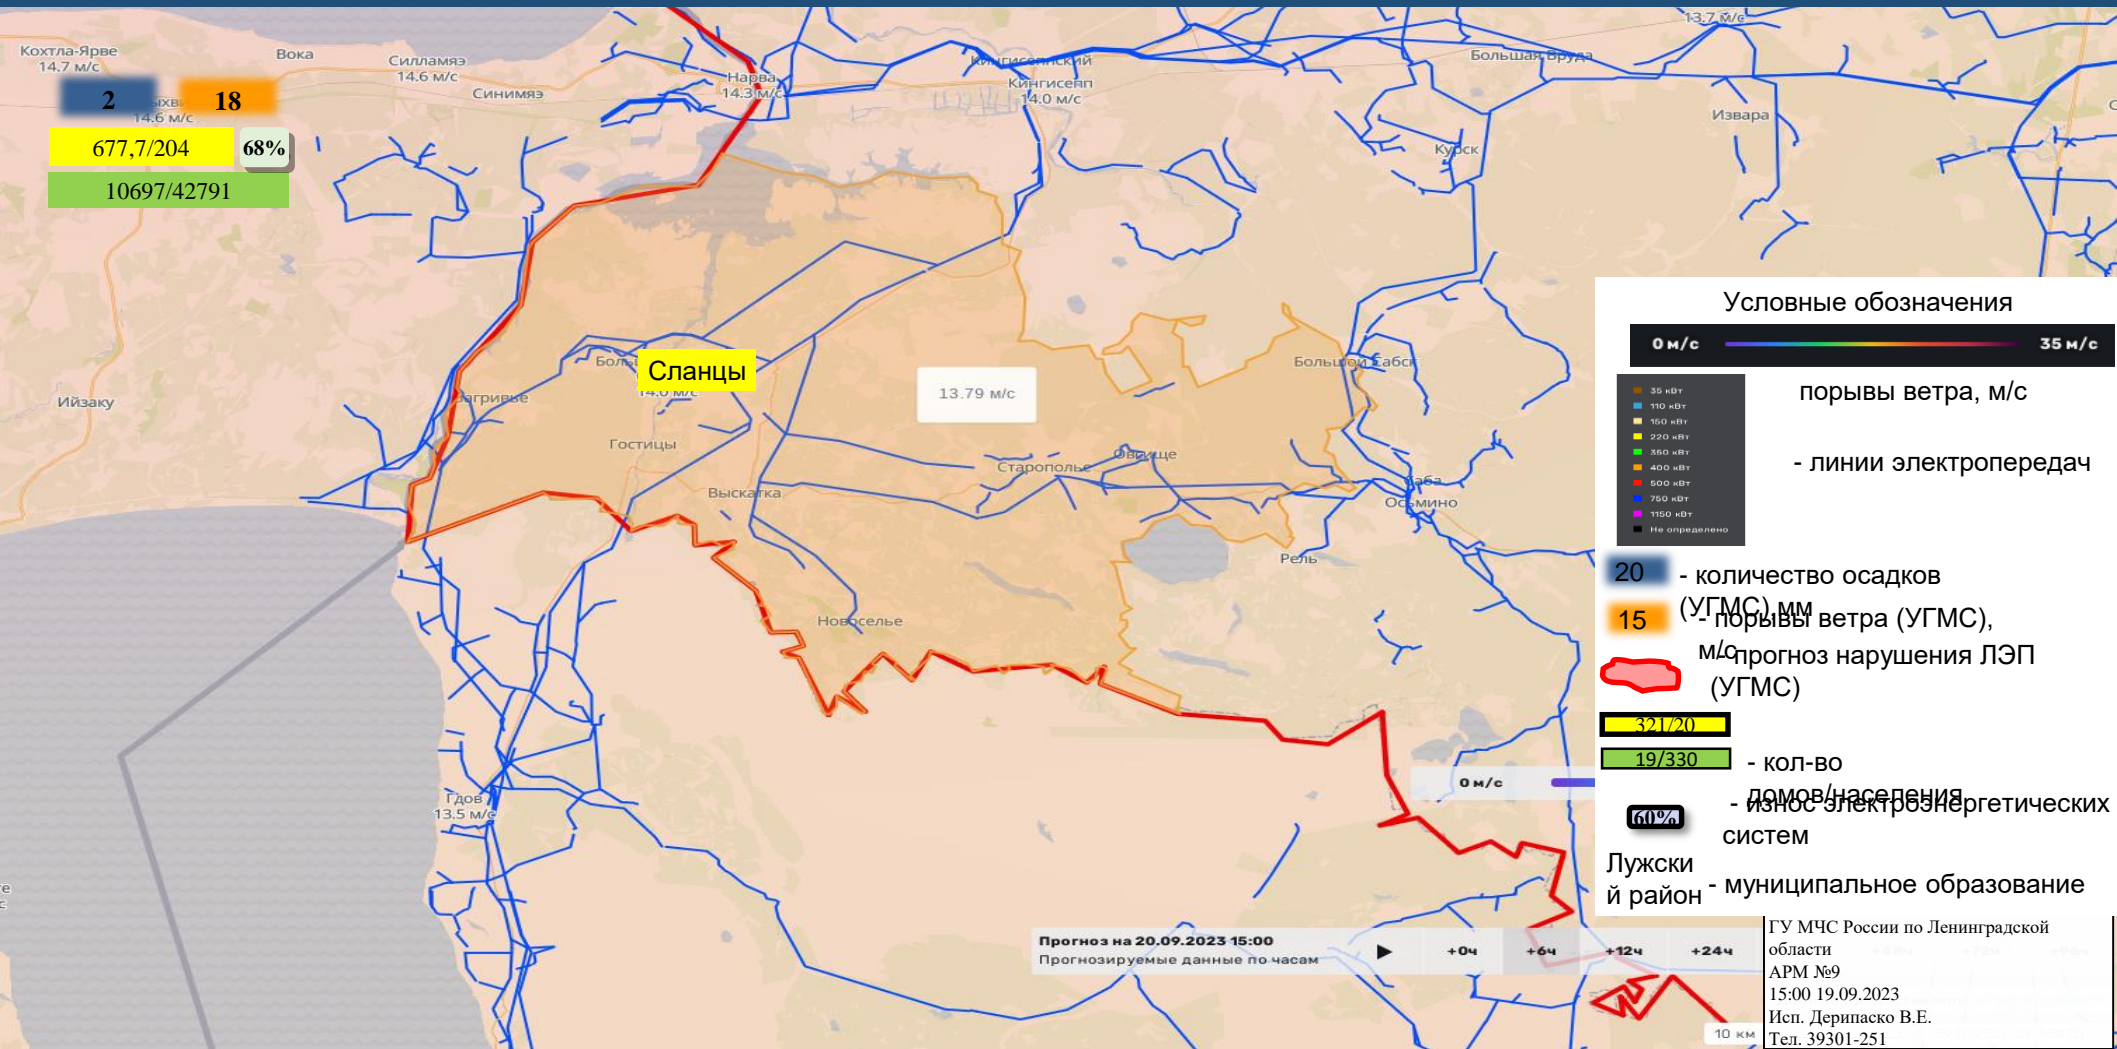 13.7 м/с
Кохтла-Ярве
14.7 м/с
Вока
Силламяэ
14.6 м/с
Синимяэ
Нарва
14.3 м/с
Кингисеппский
Кингисепп
14.0 м/с
Большая Вруда
Извара
Курск
2
18
14.6 м/с
677,7/204
68%
10697/42791
Ийзаку
Загривье
Сланцы
14.0 м/с
13.79 м/с
Гостицы
Выскатка
Старополье
Овсище
Большой Сабск
Саба
Осьмино
Рель
Новоселье
Гдов
13.5 м/с
Условные обозначения
0 м/с
35 м/с
порывы ветра, м/с
35 кВт
110 кВт
150 кВт
220 кВт
350 кВт
400 кВт
500 кВт
750 кВт
1150 кВт
Не определено
- линии электропередач
20
- количество осадков
(УГМС),мм
15
- порывы ветра (УГМС),
м/с
- прогноз нарушения ЛЭП
(УГМС)
321/20
19/330
- кол-во
домов/населения
60%
- износ электроэнергетических
систем
Лужски
й район
- муниципальное образование
0 м/с
Прогноз на 20.09.2023 15:00
Прогнозируемые данные по часам
+0ч
+6ч
+12ч
+24ч
10 км
ГУ МЧС России по Ленинградской
области
АРМ №9
15:00 19.09.2023
Исп. Дерипаско В.Е.
Тел. 39301-251